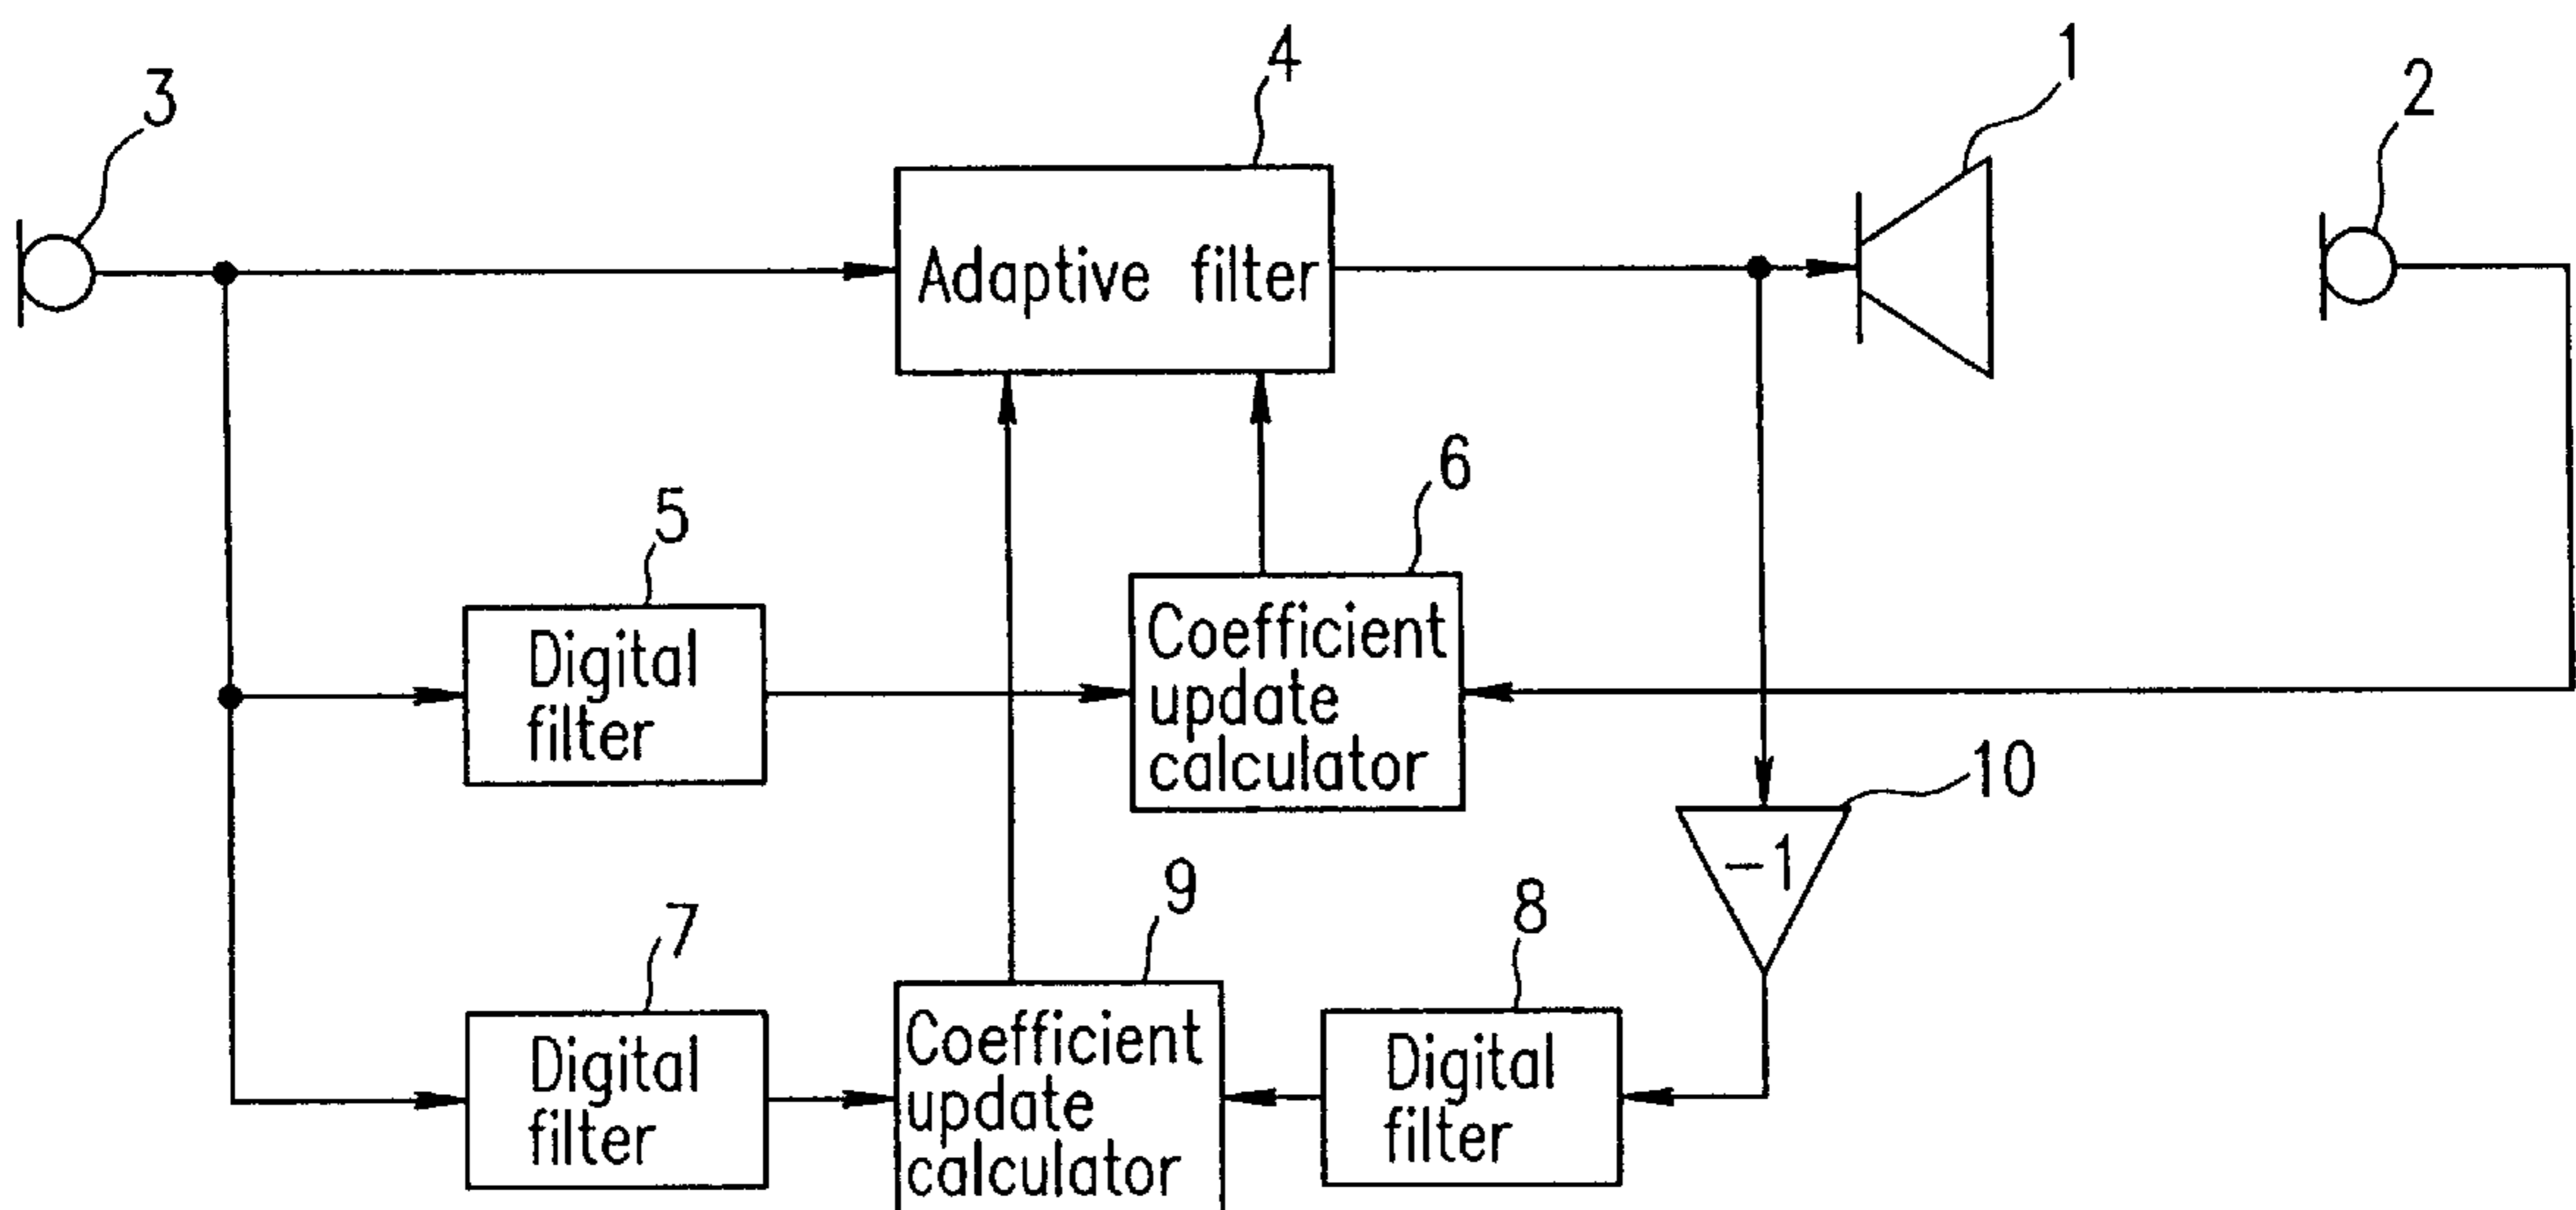 1
4
2
3
Adaptive filter
6
5
Coefficient
update
calculator
Digital
filter
10
-1
9
8
7
Coefficient
update
calculator
Digital
filter
Digital
filter